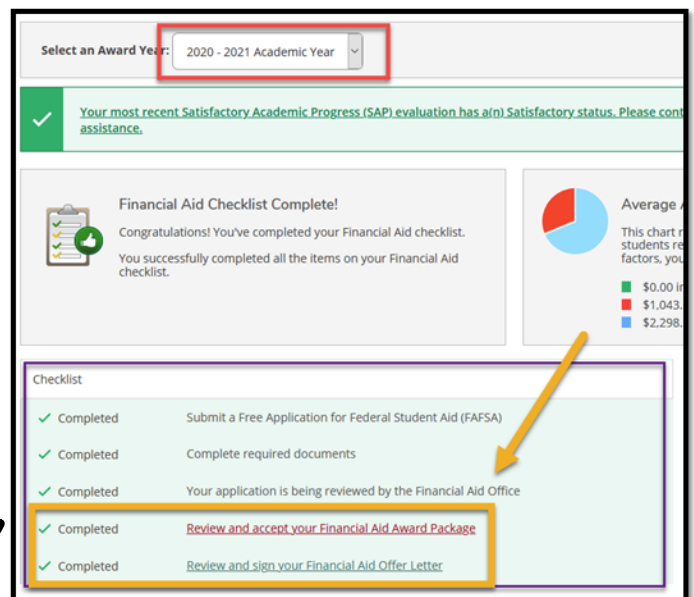 Select an Award Year: 2020 - 2021 Academic Year
Your most recent Satisfactory Academic Progress (SAP) evaluation has a(n) Satisfactory status. Please
assistance.
Financial Aid Checklist Complete!
Congratulations! You've completed your Financial Aid checklist.
You successfully completed all the items on your Financial Aid
checklist.
Average
This chart
students
factors, you
$0.00
$1,043.
$2,298.
Checklist
Completed Submit a Free Application for Federal Student Aid (FAFSA)
Completed Complete required documents
Completed Your application is being reviewed by the Financial Aid Office
Completed Review and accept your Financial Aid Award Package
Completed Review and sign your Financial Aid Offer Letter